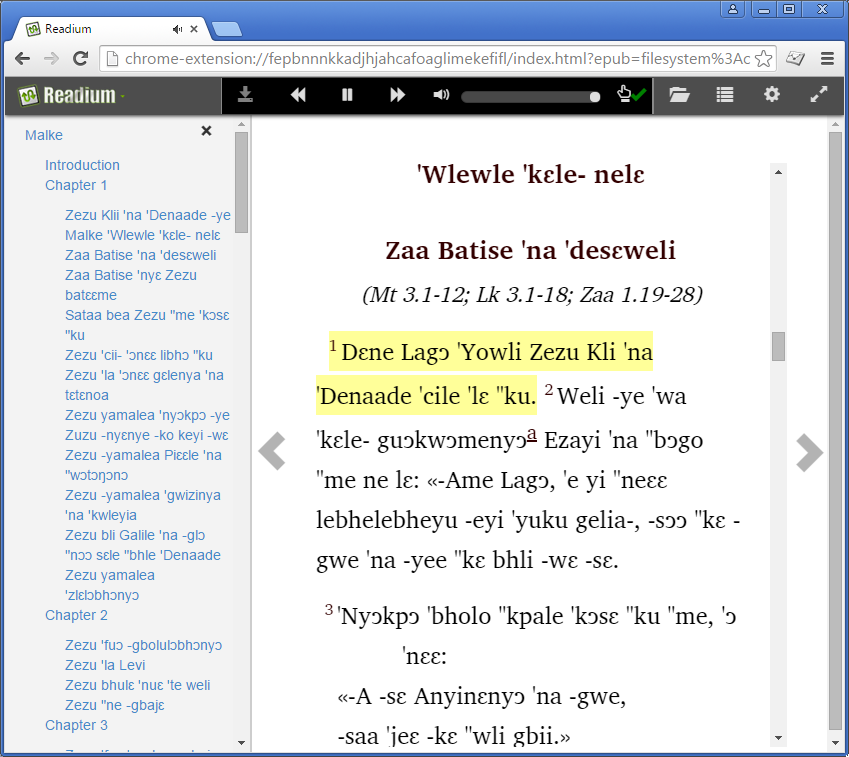 Readium
chrome-extension://fepbnnnkkadjhjahcafoaglimekefifl/index.html?epub=filesystem%3Ac
Readium
Malke
Introduction
Chapter 1
Zezu Klii 'na 'Denaade -ye
Malke 'Wlewle 'kɛle- nelɛ
Zaa Batise 'na 'desɛweli
Zaa Batise 'nyɛ Zezu
batɛɛme
Sataa bea Zezu "me 'kɔsɛ
"ku
Zezu 'cii- 'ɔnɛɛ libhɔ "ku
Zezu 'la 'ɔnɛɛ gɛlenya 'na
tɛtɛnoa
Zezu yamalea 'nyɔkpɔ -ye
Zuzu -nyɛnye -ko keyi -wɛ
Zezu -yamalea Piɛɛle 'na
"wɔtɔŋɔnɔ
Zezu -yamalea 'gwizinya
'na 'kwleyia
Zezu bli Galile 'na -glɔ
"nɔɔ sɛle "bhle 'Denaade
Zezu yamalea
'zlɛlɔbhɔnyɔ
Chapter 2
Zezu 'fuɔ -gbolulɔbhɔnyɔ
Zezu 'la Levi
Zezu bhulɛ 'nuɛ 'te weli
Zezu "ne -gbajɛ
Chapter 3
'Wlewle 'kɛle- nelɛ
Zaa Batise 'na 'desɛweli
(Mt 3.1-12; Lk 3.1-18; Zaa 1.19-28)
1 Dɛne Lagɔ 'Yowli Zezu Kli 'na
'Denaade 'cile 'lɛ "ku. 2 Weli -ye 'wa
'kɛle- guɔkwɔmenyɔa Ezayi 'na "bɔgo
"me ne lɛ: «-Ame Lagɔ, 'e yi "neɛɛ
lebhelebheyu -eyi 'yuku gelia-, -sɔɔ "kɛ -
gwe 'na -yee "kɛ bhli -wɛ -sɛ.
3 'Nyɔkpɔ 'bholo "kpale 'kɔsɛ "ku "me, 'ɔ
'nɛɛ:
«-A -sɛ Anyinɛnyɔ 'na -gwe,
-saa 'jeɛ -kɛ "wli gbii.»